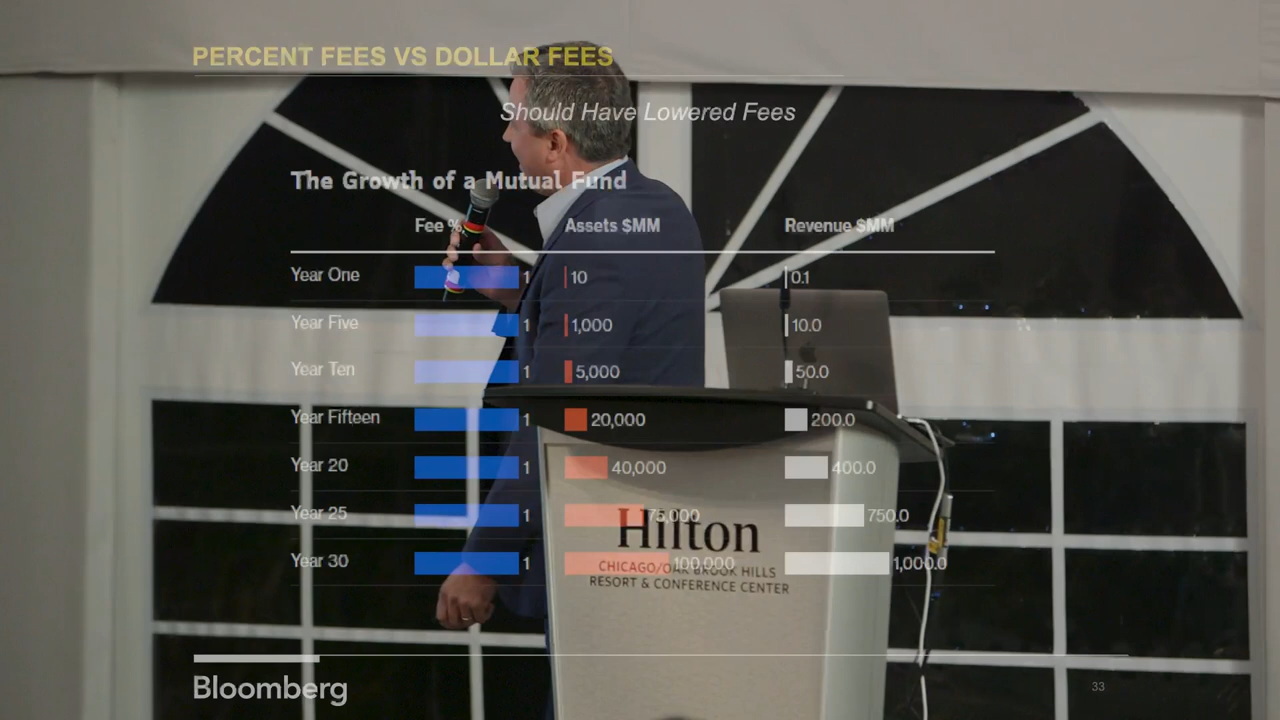 PERCENT FEES VS DOLLAR FEES
Should Have Lowered Fees
The Growth of a Mutual Fund
Fee % Assets $MM Revenue $MM
Year One 1 10 0.1
Year Five 1 1,000 10.0
Year Ten 1 5,000 50.0
Year Fifteen 1 20,000 200.0
Year 20 1 40,000 400.0
Year 25 1 75,000 750.0
Year 30 1 100,000 1,000.0
Hilton
CHICAGO/OAK BROOK HILLS
RESORT & CONFERENCE CENTER
Bloomberg 33